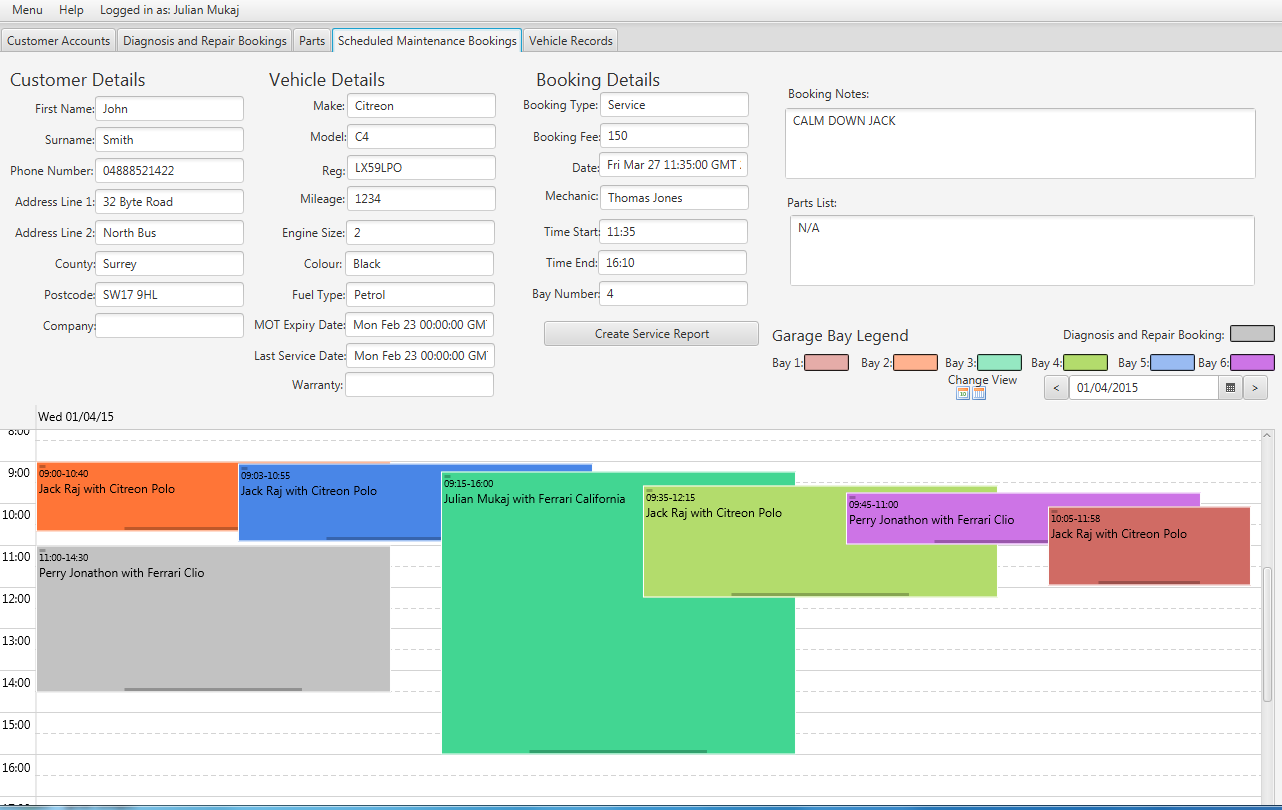 Menu Help Logged in as: Julian Mukaj
Customer Accounts Diagnosis and Repair Bookings Parts Scheduled Maintenance Bookings Vehicle Records
Customer Details
First Name: John
Surname: Smith
Phone Number: 04888521422
Address Line 1: 32 Byte Road
Address Line 2: North Bus
County: Surrey
Postcode: SW17 9HL
Company:
Vehicle Details
Make: Citreon
Model: C4
Reg: LX59LPO
Mileage: 1234
Engine Size: 2
Colour: Black
Fuel Type: Petrol
MOT Expiry Date: Mon Feb 23 00:00:00 GMT
Last Service Date: Mon Feb 23 00:00:00 GMT
Warranty:
Booking Details
Booking Type: Service
Booking Fee: 150
Date: Fri Mar 27 11:35:00 GMT
Mechanic: Thomas Jones
Time Start: 11:35
Time End: 16:10
Bay Number: 4
Create Service Report
Booking Notes:
CALM DOWN JACK
Parts List:
N/A
Garage Bay Legend
Diagnosis and Repair Booking:
Bay 1: Bay 2: Bay 3: Bay 4: Bay 5: Bay 6:
Change View
10
< 01/04/2015 >
Wed 01/04/15
8:00
9:00
10:00
11:00
12:00
13:00
14:00
15:00
16:00
17:00
09:00-10:40
Jack Raj with Citreon Polo
09:03-10:55
Jack Raj with Citreon Polo
09:15-16:00
Julian Mukaj with Ferrari California
09:35-12:15
Jack Raj with Citreon Polo
09:45-11:00
Perry Jonathon with Ferrari Clio
10:05-11:58
Jack Raj with Citreon Polo
11:00-14:30
Perry Jonathon with Ferrari Clio